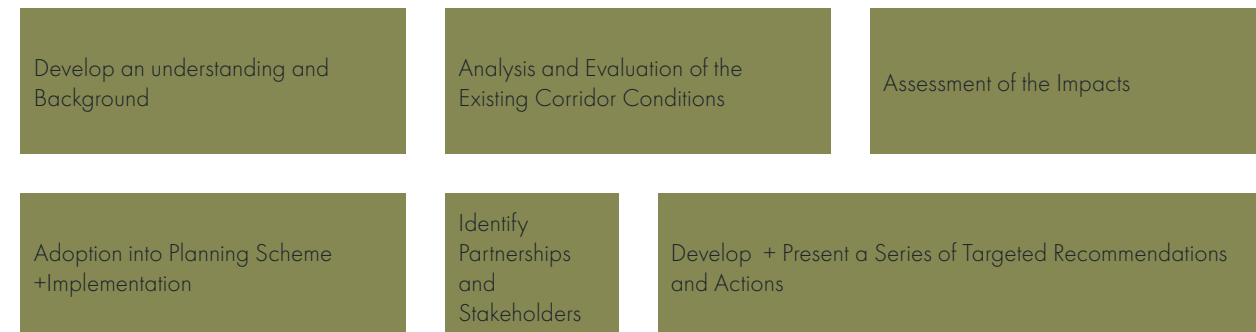 Develop an understanding and
Background
Analysis and Evaluation of the
Existing Corridor Conditions
Assessment of the Impacts
Adoption into Planning Scheme
+Implementation
Identify
Partnerships
and
Stakeholders
Develop + Present a Series of Targeted Recommendations
and Actions